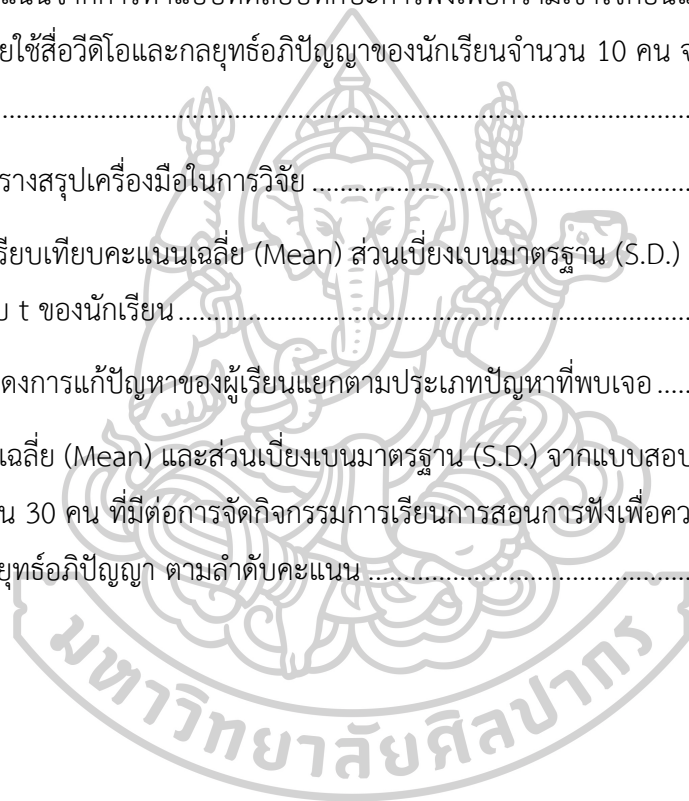 แนนจากการทำแบบทดสอบทักษะการฟังเพื่อความเข้าใจก่อนแ
ยใช้สื่อวีดิโอและกลยุทธ์อภิปัญญาของนักเรียนจำนวน 10 คน จ
................................................................................
รางสรุปเครื่องมือในการวิจัย ................................................
รียบเทียบคะแนนเฉลี่ย (Mean) ส่วนเบี่ยงเบนมาตรฐาน (S.D.)
บ t ของนักเรียน ................................................................
ดงการแก้ปัญหาของผู้เรียนแยกตามประเภทปัญหาที่พบเจอ .....
เฉลี่ย (Mean) และส่วนเบี่ยงเบนมาตรฐาน (S.D.) จากแบบสอบ
น 30 คน ที่มีต่อการจัดกิจกรรมการเรียนการสอนการฟังเพื่อคว
ยุทธ์อภิปัญญา ตามลำดับคะแนน ........................................
มหาวิทยาลัยศิลปากร